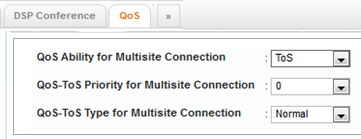 DSP Conference QoS »
QoS Ability for Multisite Connection : ToS
QoS-ToS Priority for Multisite Connection : 0
QoS-ToS Type for Multisite Connection : Normal